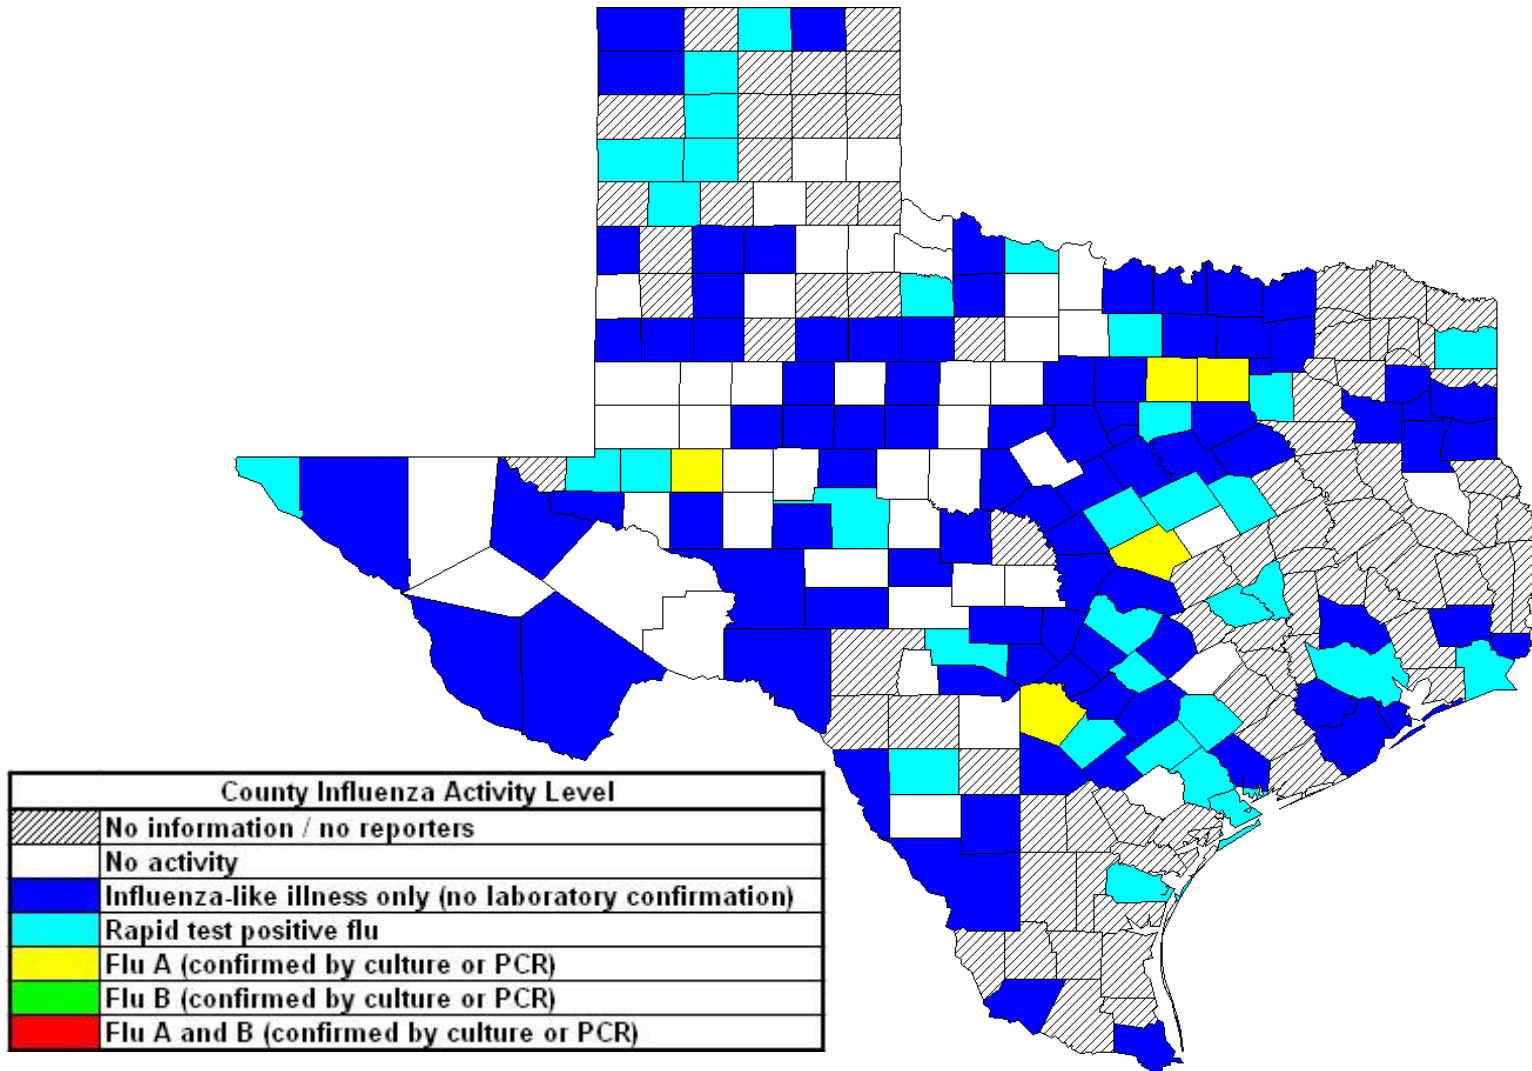 County Influenza Activity Level
No information / no reporters
No activity
Influenza-like illness only (no laboratory confirmation)
Rapid test positive flu
Flu A (confirmed by culture or PCR)
Flu B (confirmed by culture or PCR)
Flu A and B (confirmed by culture or PCR)